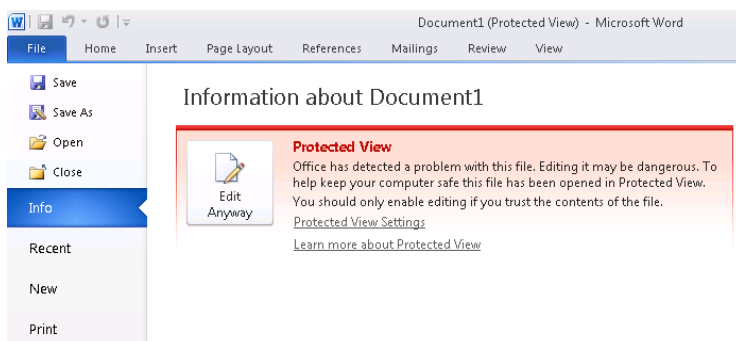 Document1 (Protected View) - Microsoft Word
File Home Insert Page Layout References Mailings Review View
Save
Save As
Open
Close
Info
Recent
New
Print
Information about Document1
Edit
Anyway
Protected View
Office has detected a problem with this file. Editing it may be dangerous. To
help keep your computer safe this file has been opened in Protected View.
You should only enable editing if you trust the contents of the file.
Protected View Settings
Learn more about Protected View